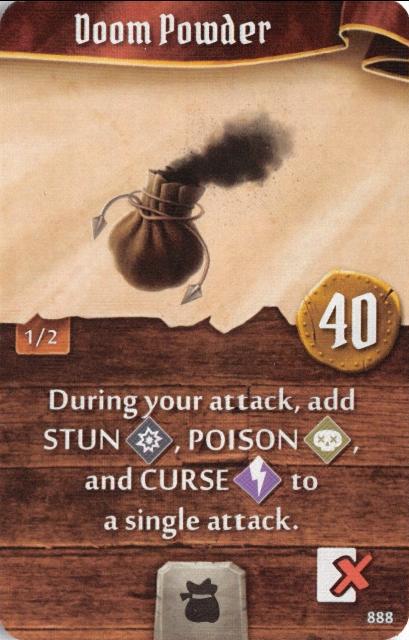 Doom Powder
40
1/2
During your attack, add
STUN, POISON,
and CURSE to
a single attack.
888